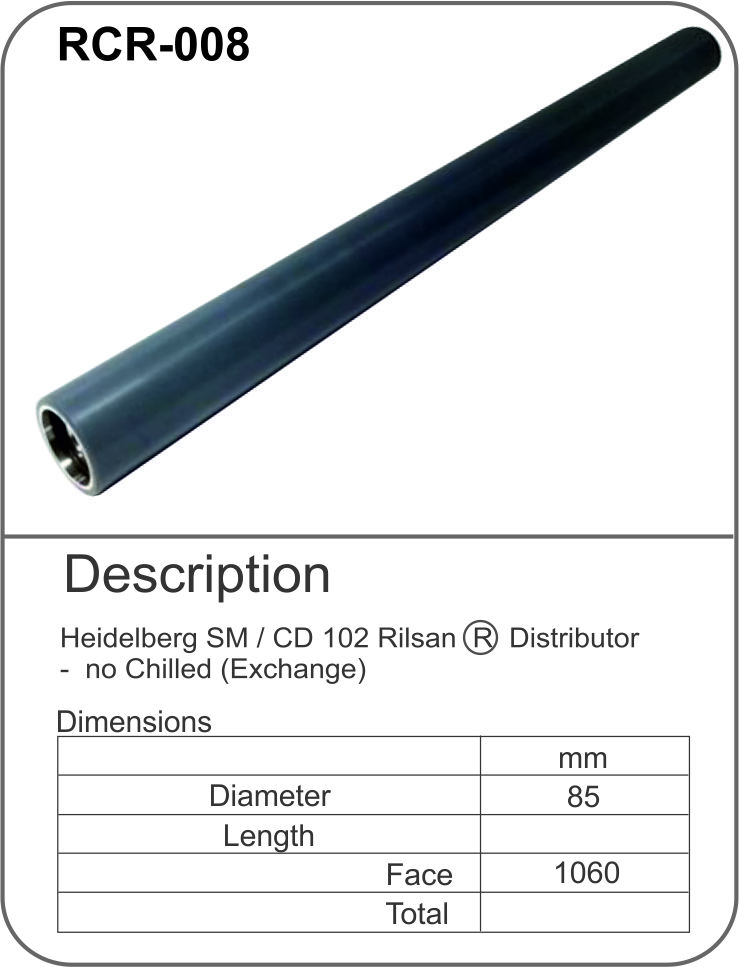 RCR-008
Description
Heidelberg SM / CD 102 Rilsan ® Distributor
- no Chilled (Exchange)
Dimensions
mm
Diameter 85
Length
Face 1060
Total